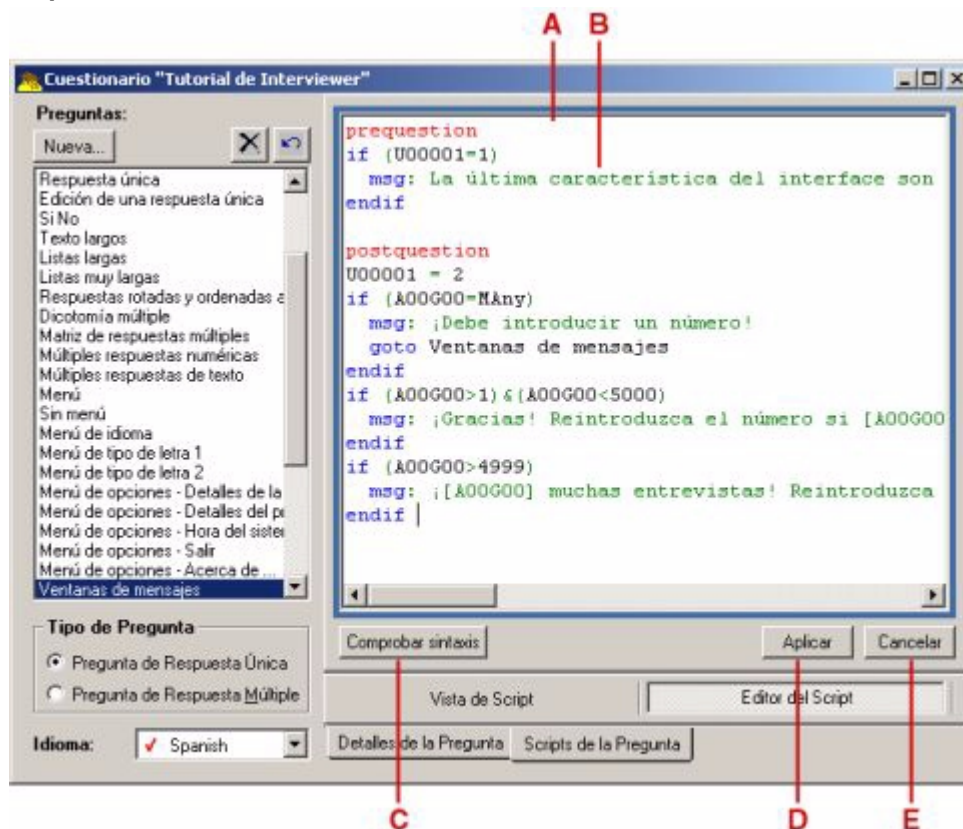 A B
Cuestionario "Tutorial de Interviewer"
Preguntas:
Nueva...
Respuesta única
Edición de una respuesta única
Si No
Texto largos
Listas largas
Listas muy largas
Respuestas rotadas y ordenadas a
Dicotomía múltiple
Matriz de respuestas múltiples
Múltiples respuestas numéricas
Múltiples respuestas de texto
Menú
Sin menú
Menú de idioma
Menú de tipo de letra 1
Menú de tipo de letra 2
Menú de opciones - Detalles de la
Menú de opciones - Detalles del
Menú de opciones - Hora del
Menú de opciones - Salir
Menú de opciones - Acerca de ...
Ventanas de mensajes
Tipo de Pregunta
Pregunta de Respuesta Única
Pregunta de Respuesta Múltiple
Idioma:
Spanish
prequestion
if (U00001=1)
msg: La última característica del interface son
endif
postquestion
U00001 = 2
if (A00G00=MAny)
msg: ¡Debe introducir un número!
goto Ventanas de mensajes
endif
if (A00G00>1)&(A00G00<5000)
msg: ¡Gracias! Reintroduzca el número si [A00G00
endif
if (A00G00>4999)
msg: ¡[A00G00] muchas entrevistas! Reintroduzca
endif
Comprobar sintaxis
Aplicar
Cancelar
Vista de Script
Editor del Script
Detalles de la Pregunta
Scripts de la Pregunta
C D E